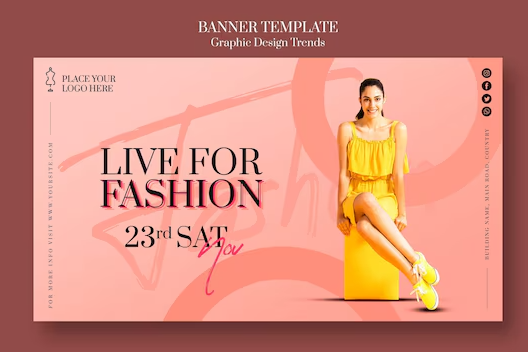 BANNER TEMPLATE
Graphic Design Trends
PLACE YOUR
LOGO HERE
FOR MORE INFO VISIT WWW.YOURSITE.COM
Fashion
LIVE FOR
FASHION
23rd SAT
Nov
BUILDING NAME, MAIN ROAD, COUNTRY